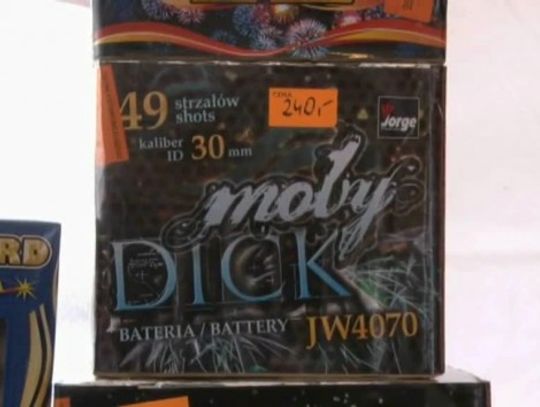 49 strzałów
shots
CENA
240,-
Jorge
kaliber
ID 30 mm
moby
DICK
BATERIA / BATTERY JW4070
RD